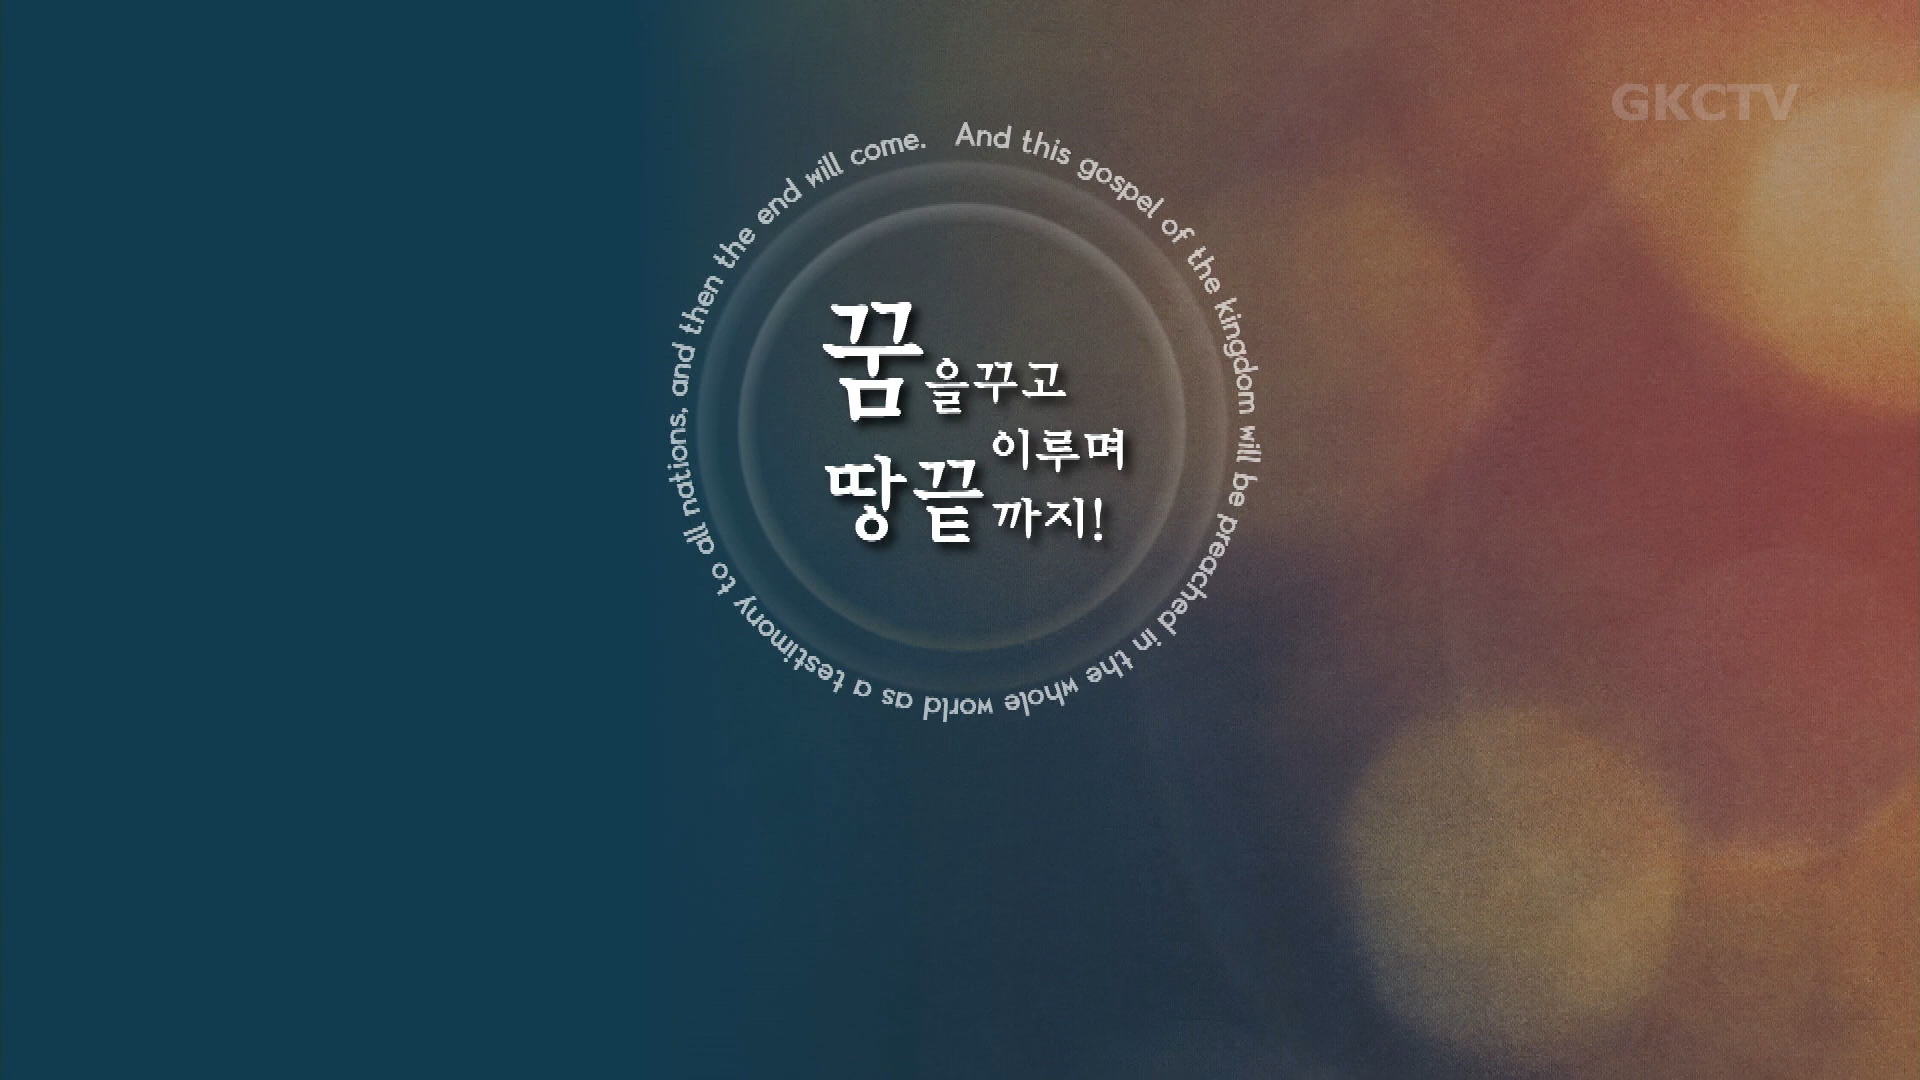 GKCTV
And this gospel of the kingdom will be preached in the whole world as a testimony to all nations, and then the end will come.
꿈을꾸고
이루며
땅끝까지!